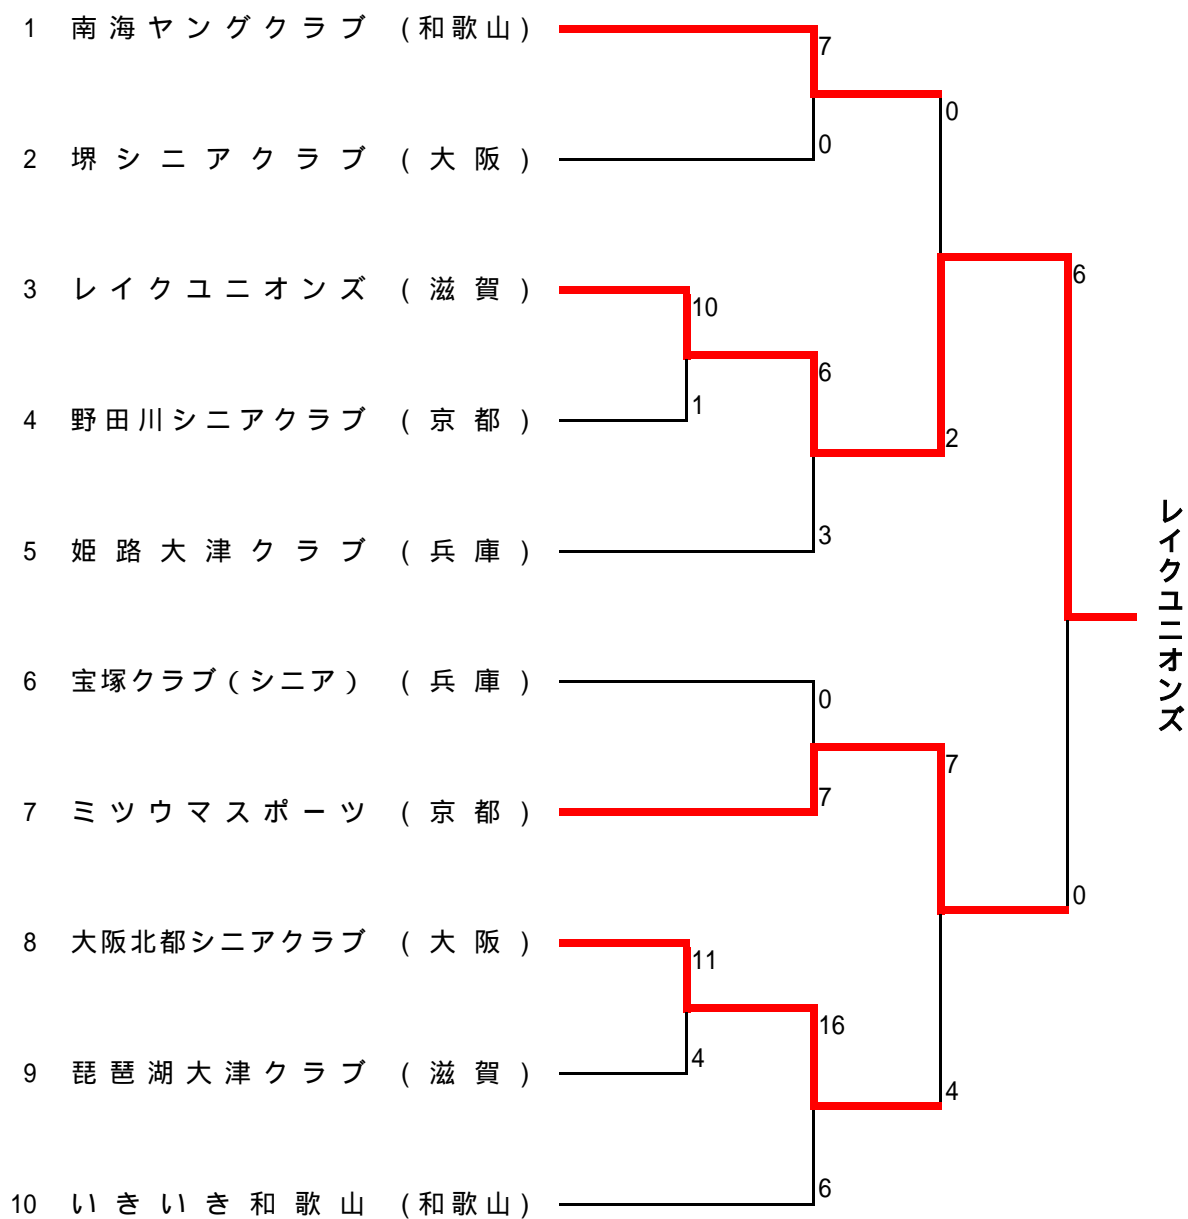 1 南海ヤングクラブ (和歌山)
7
0
2 堺シニアクラブ (大阪)
0
3 レイクユニオンズ (滋賀)
6
10
6
4 野田川シニアクラブ (京都)
1
2
5 姫路大津クラブ (兵庫)
3
レイクユニオンズ
6 宝塚クラブ(シニア) (兵庫)
0
7
7 ミツウマスポーツ (京都)
7
0
8 大阪北都シニアクラブ (大阪)
11
16
9 琵琶湖大津クラブ (滋賀)
4
4
10 いきいき和歌山 (和歌山)
6